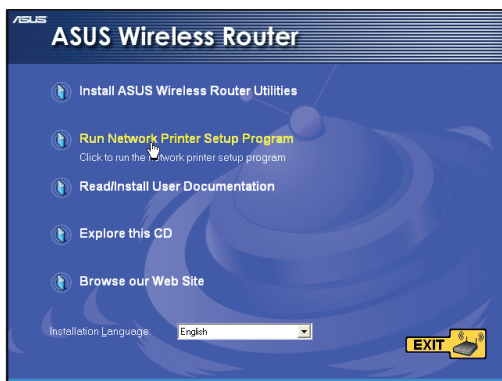 ASUS
ASUS Wireless Router
Install ASUS Wireless Router Utilities
Run Network Printer Setup Program
Click to run the network printer setup program
Read/Install User Documentation
Explore this CD
Browse our Web Site
Installation Language: English
EXIT